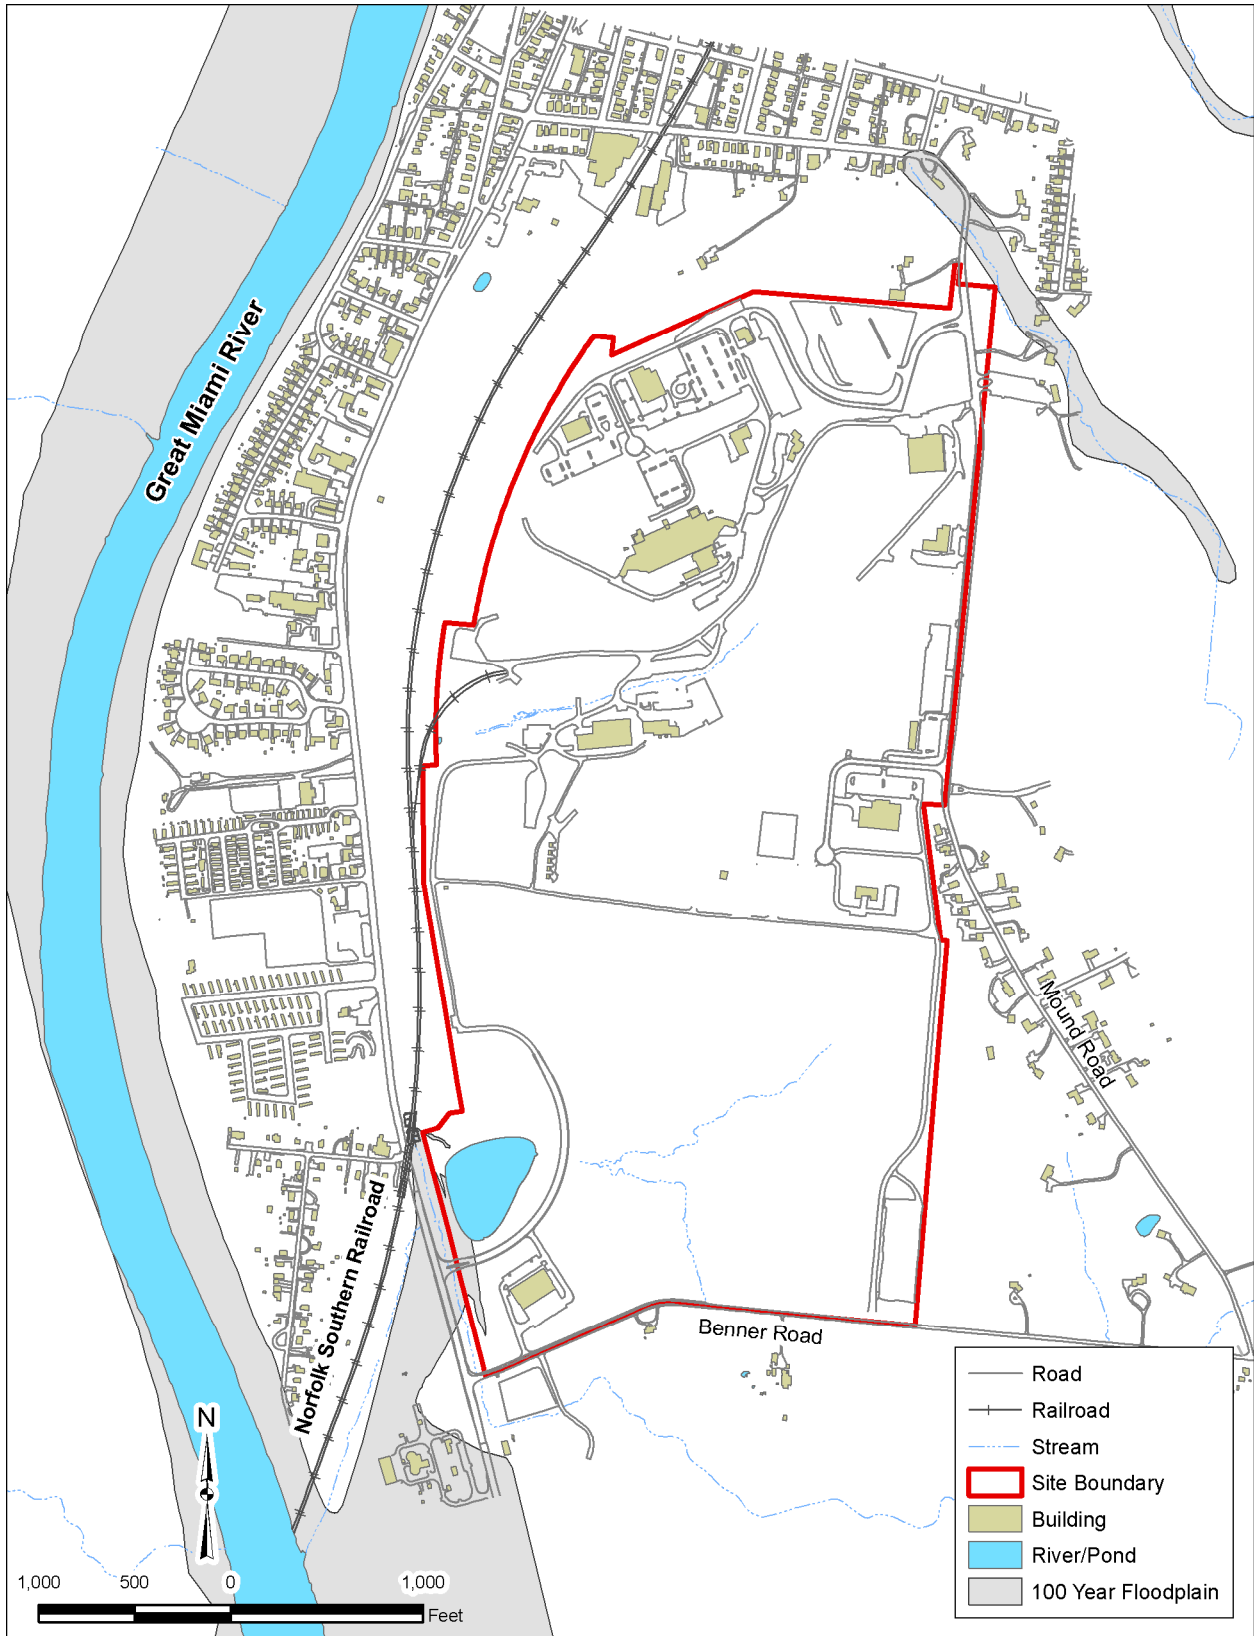 Great Miami River
Mound Road
Norfolk Southern Railroad
Benner Road
N
1,000 500 0 1,000
Feet
Road
Railroad
Stream
Site Boundary
Building
River/Pond
100 Year Floodplain